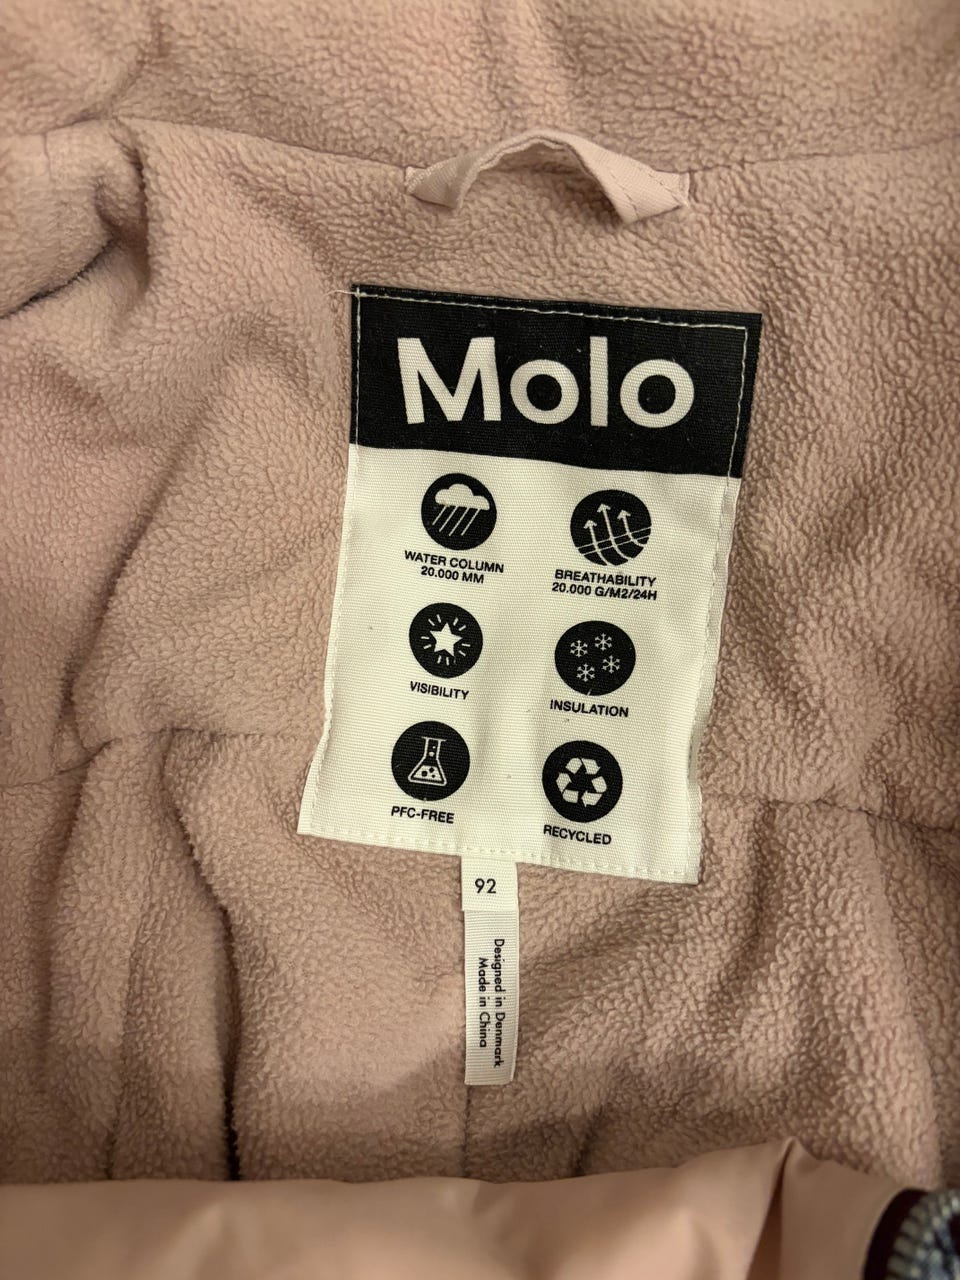 Molo
WATER COLUMN
20.000 MM
BREATHABILITY
20.000 G/M2/24H
VISIBILITY
INSULATION
PFC-FREE
RECYCLED
92
Designed in Denmark
Made in China